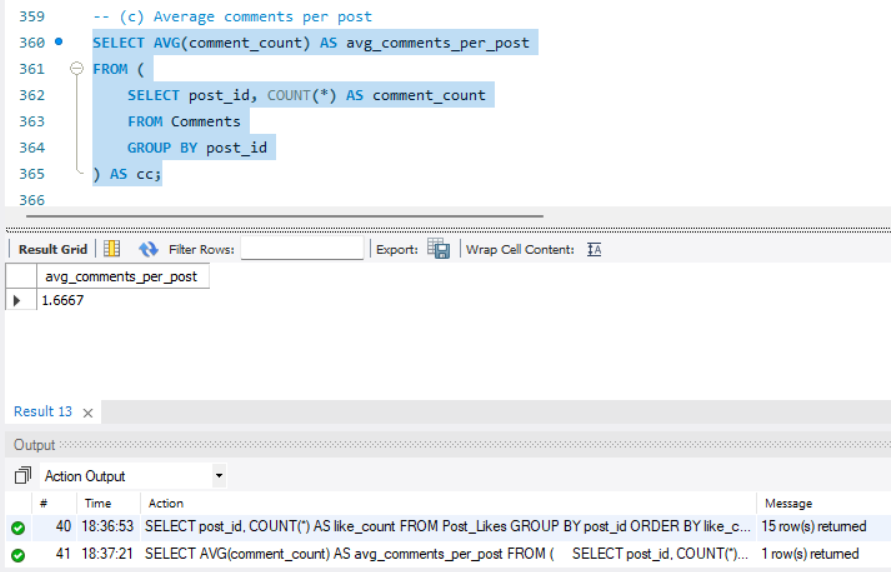 359 -- (c) Average comments per post
360 SELECT AVG(comment_count) AS avg_comments_per_post
361 FROM (
362 SELECT post_id, COUNT(*) AS comment_count
363 FROM Comments
364 GROUP BY post_id
365 ) AS cc;
366
Result Grid Filter Rows: Export: Wrap Cell Content: IA
avg_comments_per_post
1.6667
Result 13 ×
Output
Action Output
# Time Action Message
40 18:36:53 SELECT post_id, COUNT(*) AS like_count FROM Post_Likes GROUP BY post_id ORDER BY like_c... 15 row(s) returned
41 18:37:21 SELECT AVG(comment_count) AS avg_comments_per_post FROM ( SELECT post_id, COUNT(*)... 1 row(s) returned